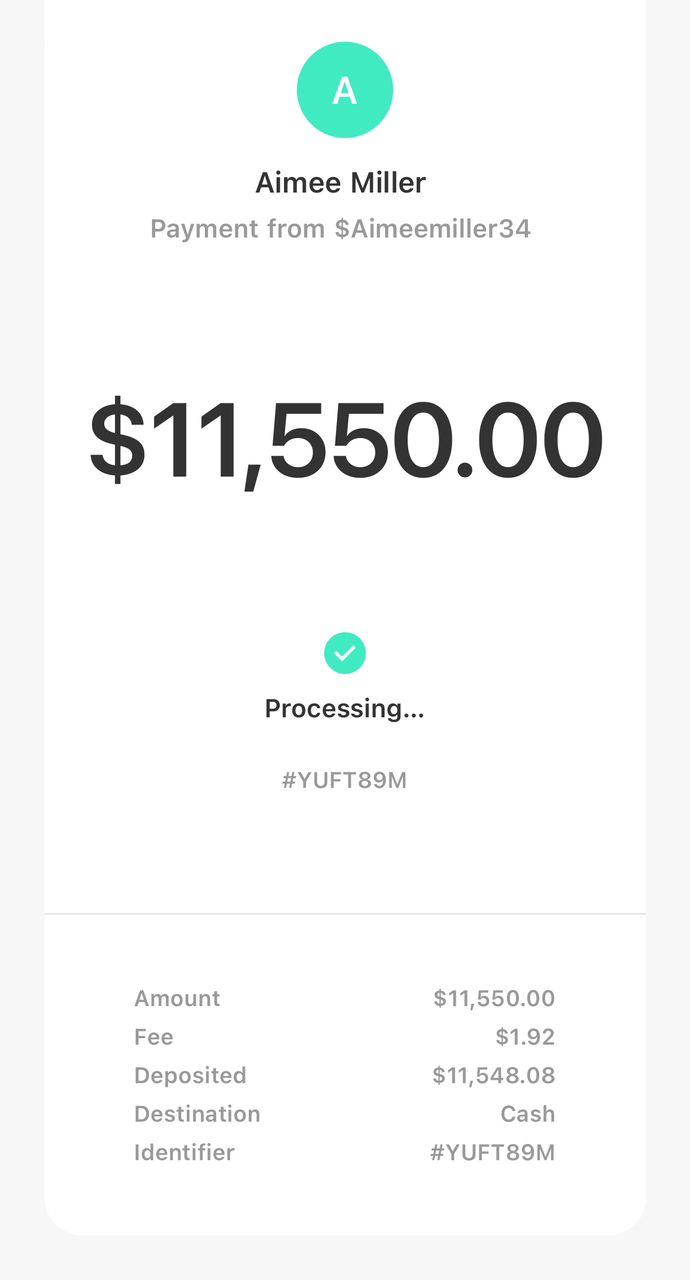 A
Aimee Miller
Payment from $Aimeemiller34
$11,550.00
Processing...
#YUFT89M
Amount $11,550.00
Fee $1.92
Deposited $11,548.08
Destination Cash
Identifier #YUFT89M